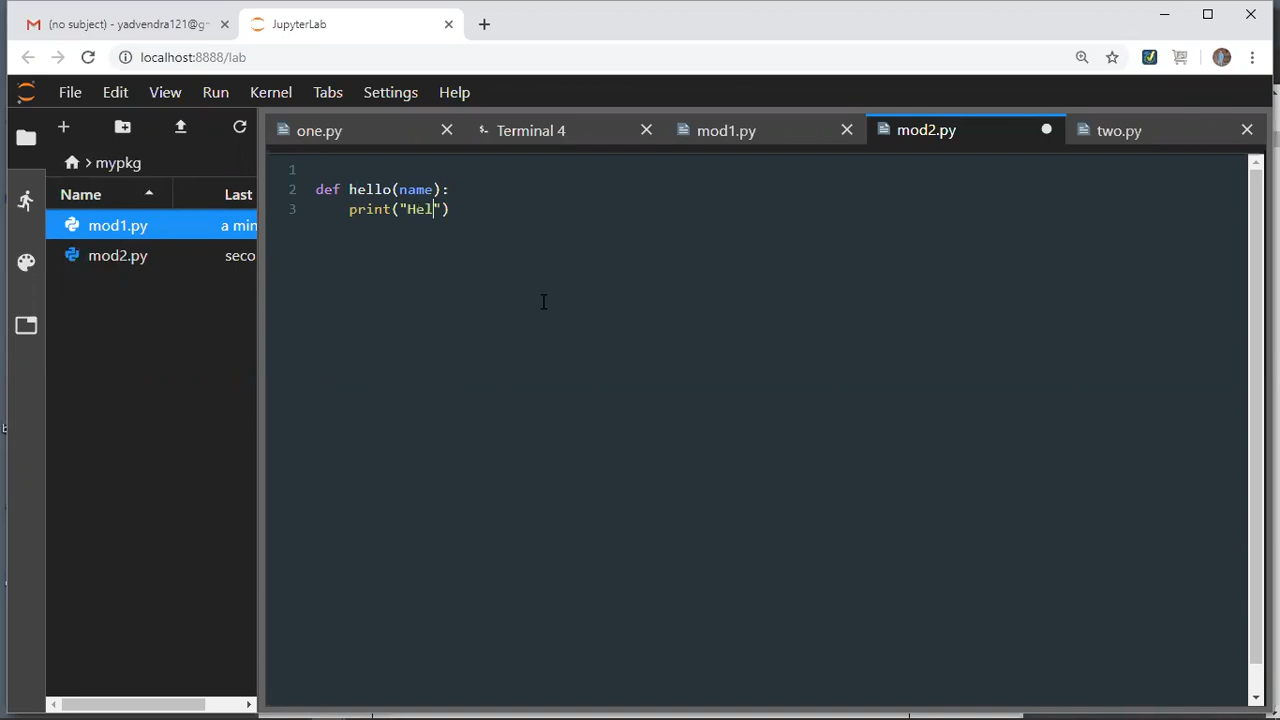 (no subject) - yadvendra121@g
JupyterLab
localhost:8888/lab
File Edit View Run Kernel Tabs Settings Help
one.py Terminal 4 mod1.py mod2.py two.py
mypkg
Name Last
mod1.py a min
mod2.py seco
1
2 def hello(name):
3 print("Hel")